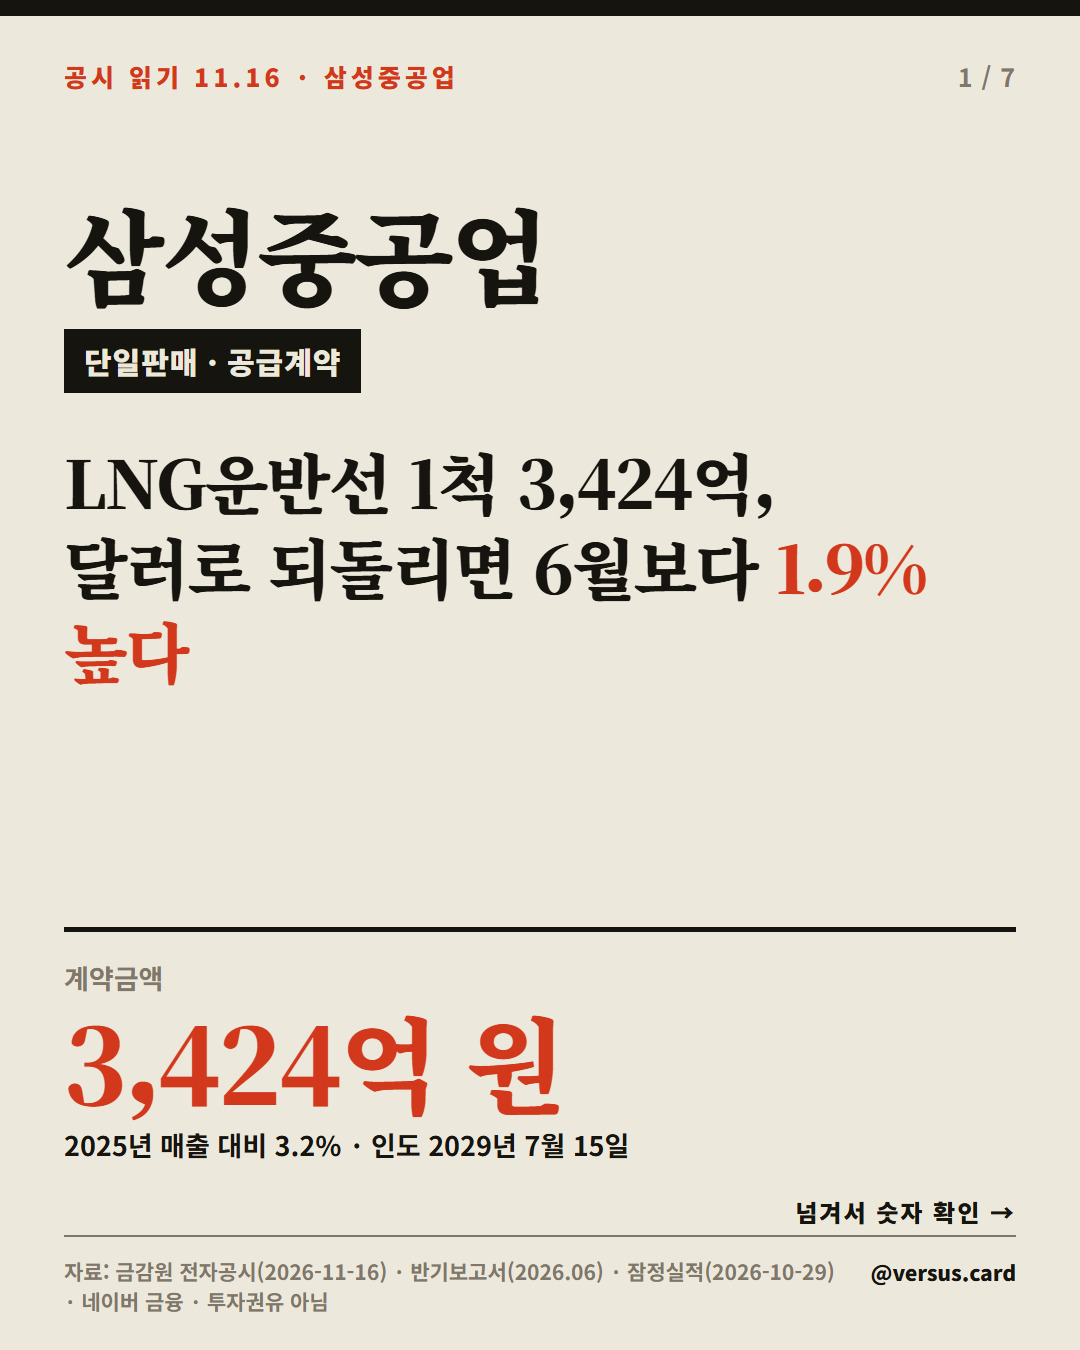 공시 읽기 11.16 · 삼성중공업
1 / 7
삼성중공업
단일판매 · 공급계약
LNG운반선 1척 3,424억,
달러로 되돌리면 6월보다 1.9%
높다
계약금액
3,424억 원
2025년 매출 대비 3.2% · 인도 2029년 7월 15일
넘겨서 숫자 확인 →
자료: 금감원 전자공시(2026-11-16) · 반기보고서(2026.06) · 잠정실적(2026-10-29)
· 네이버 금융 · 투자권유 아님
@versus.card